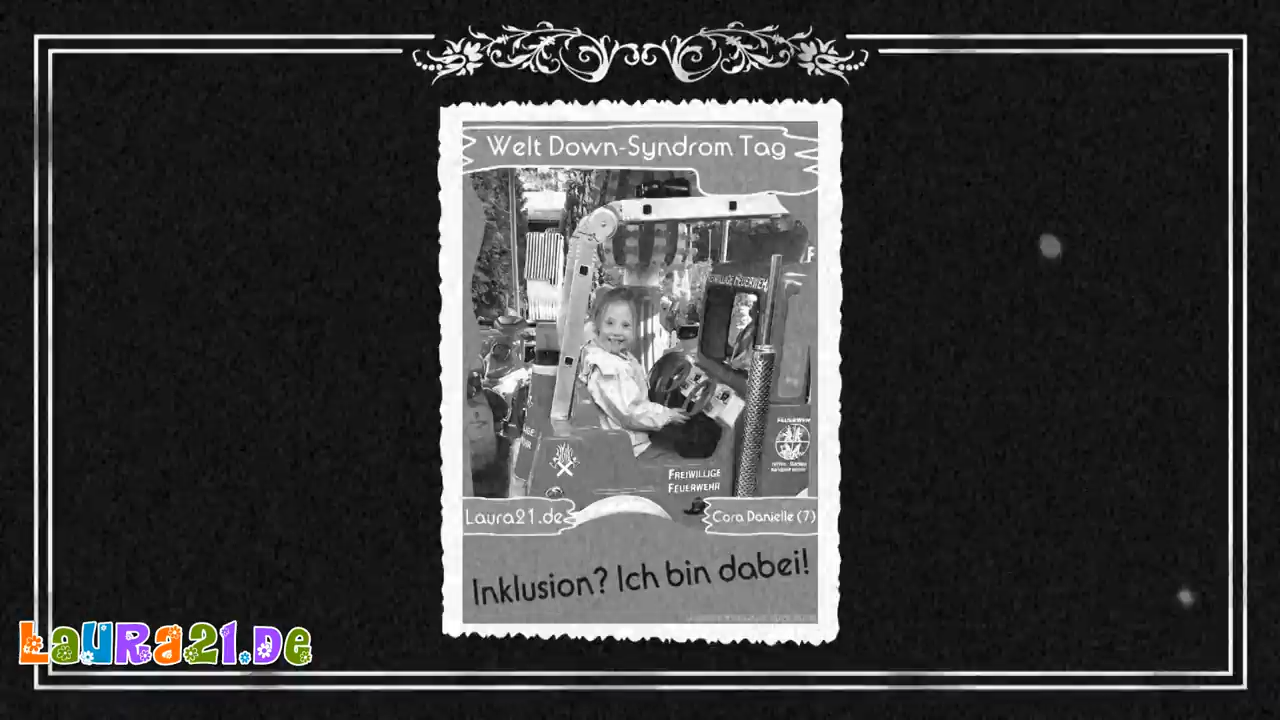 Welt Down-Syndrom Tag
FREIWILLIGE FEUERWEHR
FEUERWEHR
FREIWILLIGE
FEUERWEHR
Laura21.de
Cora Danielle (7)
Inklusion? Ich bin dabei!
LaURa21.De